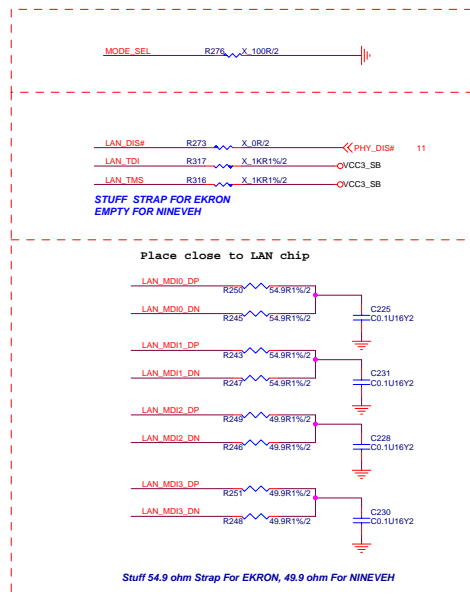 MODE_SEL R276 X_100R/2
LAN_DIS# R273 X_0R/2 PHY_DIS# 11
LAN_TDI R317 X_1KR1%/2 VCC3_SB
LAN_TMS R316 X_1KR1%/2 VCC3_SB
STUFF STRAP FOR EKRON
EMPTY FOR NINEVEH
Place close to LAN chip
LAN_MDI0_DP
R250 54.9R1%/2
LAN_MDI0_DN
R245 54.9R1%/2
C225
C0.1U16Y2
LAN_MDI1_DP
R243 54.9R1%/2
LAN_MDI1_DN
R247 54.9R1%/2
C231
C0.1U16Y2
LAN_MDI2_DP
R249 49.9R1%/2
LAN_MDI2_DN
R246 49.9R1%/2
C228
C0.1U16Y2
LAN_MDI3_DP
R251 49.9R1%/2
LAN_MDI3_DN
R248 49.9R1%/2
C230
C0.1U16Y2
Stuff 54.9 ohm Strap For EKRON, 49.9 ohm For NINEVEH